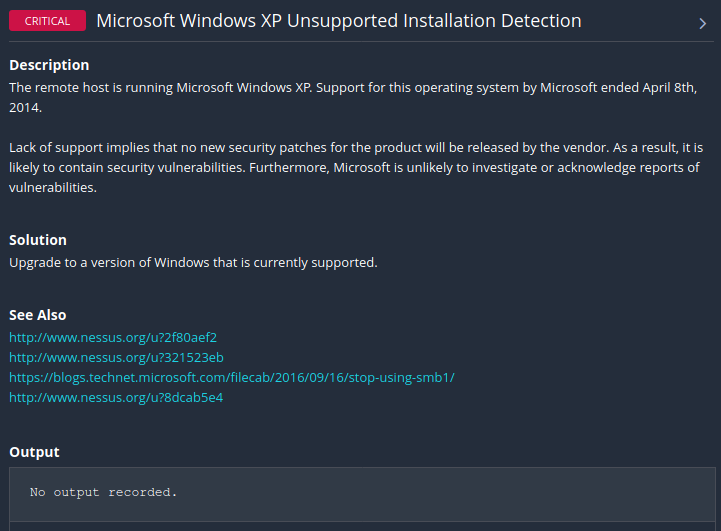 CRITICAL Microsoft Windows XP Unsupported Installation Detection
Description
The remote host is running Microsoft Windows XP. Support for this operating system by Microsoft ended April 8th,
2014.
Lack of support implies that no new security patches for the product will be released by the vendor. As a result, it is
likely to contain security vulnerabilities. Furthermore, Microsoft is unlikely to investigate or acknowledge reports of
vulnerabilities.
Solution
Upgrade to a version of Windows that is currently supported.
See Also
http://www.nessus.org/u?2f80aef2
http://www.nessus.org/u?321523eb
https://blogs.technet.microsoft.com/filecab/2016/09/16/stop-using-smb1/
http://www.nessus.org/u?8dcab5e4
Output
No output recorded.